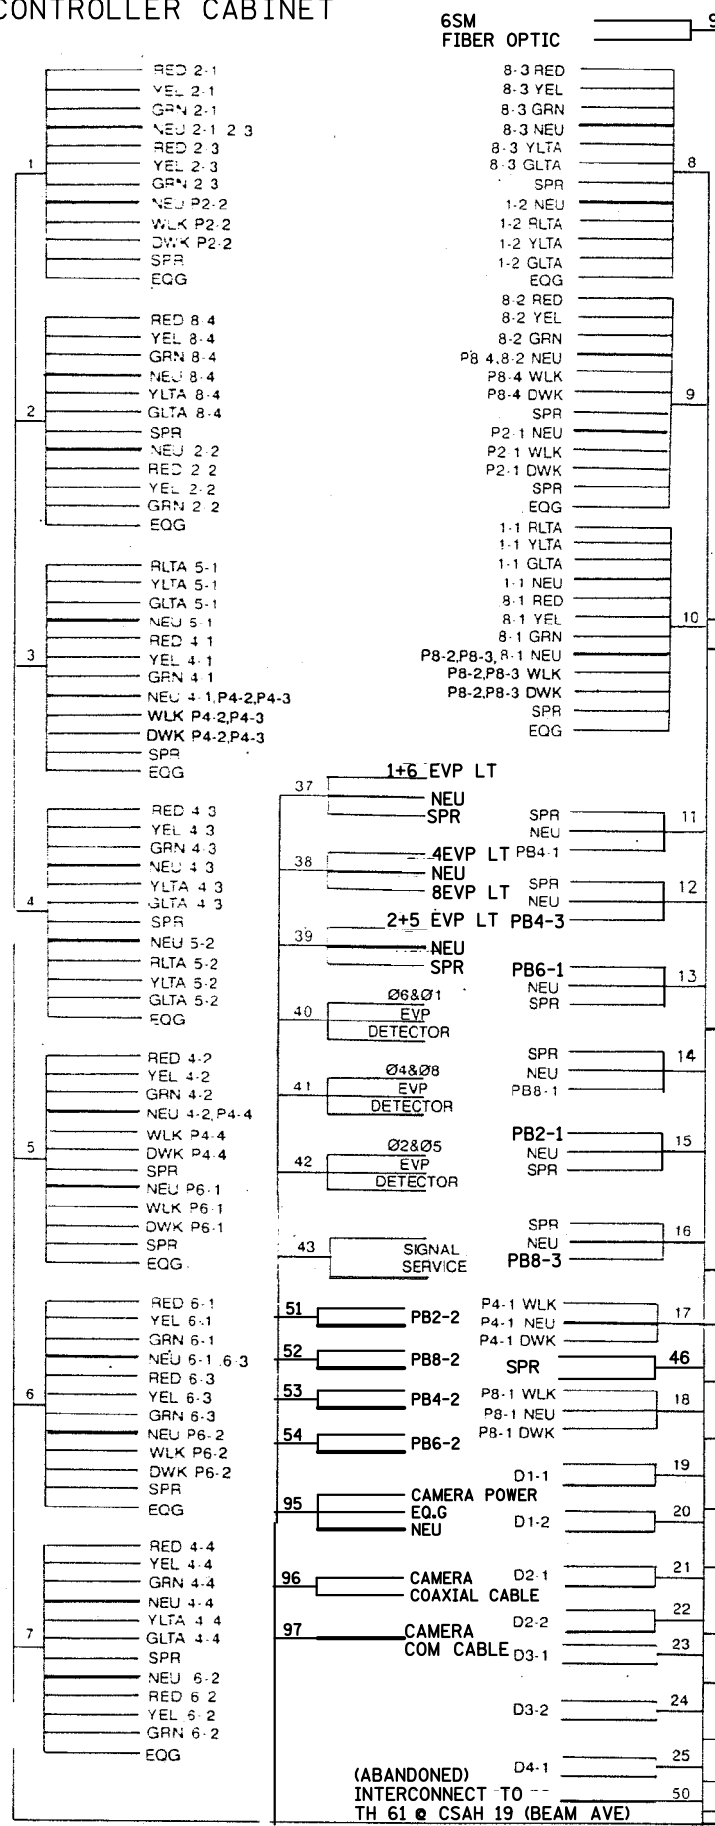 CONTROLLER CABINET
6SM
FIBER OPTIC
9
1
RED 2-1
YEL 2-1
GRN 2-1
NEU 2-1 2-3
RED 2-3
YEL 2-3
GRN 2-3
NEU P2-2
WLK P2-2
DWK P2-2
SPR
EQG
2
RED 8-4
YEL 8-4
GRN 8-4
NEU 8-4
YLTA 8-4
GLTA 8-4
SPR
NEU 2-2
RED 2-2
YEL 2-2
GRN 2-2
EQG
3
RLTA 5-1
YLTA 5-1
GLTA 5-1
NEU 5-1
RED 4-1
YEL 4-1
GRN 4-1
NEU 4-1,P4-2,P4-3
WLK P4-2,P4-3
DWK P4-2,P4-3
SPR
EQG
4
RED 4-3
YEL 4-3
GRN 4-3
NEU 4-3
YLTA 4-3
GLTA 4-3
SPR
NEU 5-2
RLTA 5-2
YLTA 5-2
GLTA 5-2
EQG
5
RED 4-2
YEL 4-2
GRN 4-2
NEU 4-2,P4-4
WLK P4-4
DWK P4-4
SPR
NEU P6-1
WLK P6-1
DWK P6-1
SPR
EQG
6
RED 6-1
YEL 6-1
GRN 6-1
NEU 6-1,6-3
RED 6-3
YEL 6-3
GRN 6-3
NEU P6-2
WLK P6-2
DWK P6-2
SPR
EQG
7
RED 4-4
YEL 4-4
GRN 4-4
NEU 4-4
YLTA 4-4
GLTA 4-4
SPR
NEU 6-2
RED 6-2
YEL 6-2
GRN 6-2
EQG
37
1+6 EVP LT
NEU
SPR
38
4EVP LT
NEU
8EVP LT
39
2+5 EVP LT
NEU
SPR
40
Ø6&Ø1
EVP
DETECTOR
41
Ø4&Ø8
EVP
DETECTOR
42
Ø2&Ø5
EVP
DETECTOR
43
SIGNAL
SERVICE
51
PB2-2
52
PB8-2
53
PB4-2
54
PB6-2
95
CAMERA POWER
EQ.G
NEU
96
CAMERA
COAXIAL CABLE
97
CAMERA
COM CABLE
8-3 RED
8-3 YEL
8-3 GRN
8-3 NEU
8-3 YLTA
8-3 GLTA
SPR
1-2 NEU
1-2 RLTA
1-2 YLTA
1-2 GLTA
EQG
8
8-2 RED
8-2 YEL
8-2 GRN
P8-4,8-2 NEU
P8-4 WLK
P8-4 DWK
SPR
P2-1 NEU
P2-1 WLK
P2-1 DWK
SPR
EQG
9
1-1 RLTA
1-1 YLTA
1-1 GLTA
1-1 NEU
8-1 RED
8-1 YEL
8-1 GRN
P8-2,P8-3,8-1 NEU
P8-2,P8-3 WLK
P8-2,P8-3 DWK
SPR
EQG
10
SPR
NEU
PB4-1
11
SPR
NEU
PB4-3
12
PB6-1
NEU
SPR
13
SPR
NEU
PB8-1
14
PB2-1
NEU
SPR
15
SPR
NEU
PB8-3
16
P4-1 WLK
P4-1 NEU
P4-1 DWK
17
SPR
46
P8-1 WLK
P8-1 NEU
P8-1 DWK
18
D1-1
19
D1-2
20
D2-1
21
D2-2
22
D3-1
23
D3-2
24
D4-1
25
(ABANDONED)
INTERCONNECT TO
TH 61 @ CSAH 19 (BEAM AVE)
50